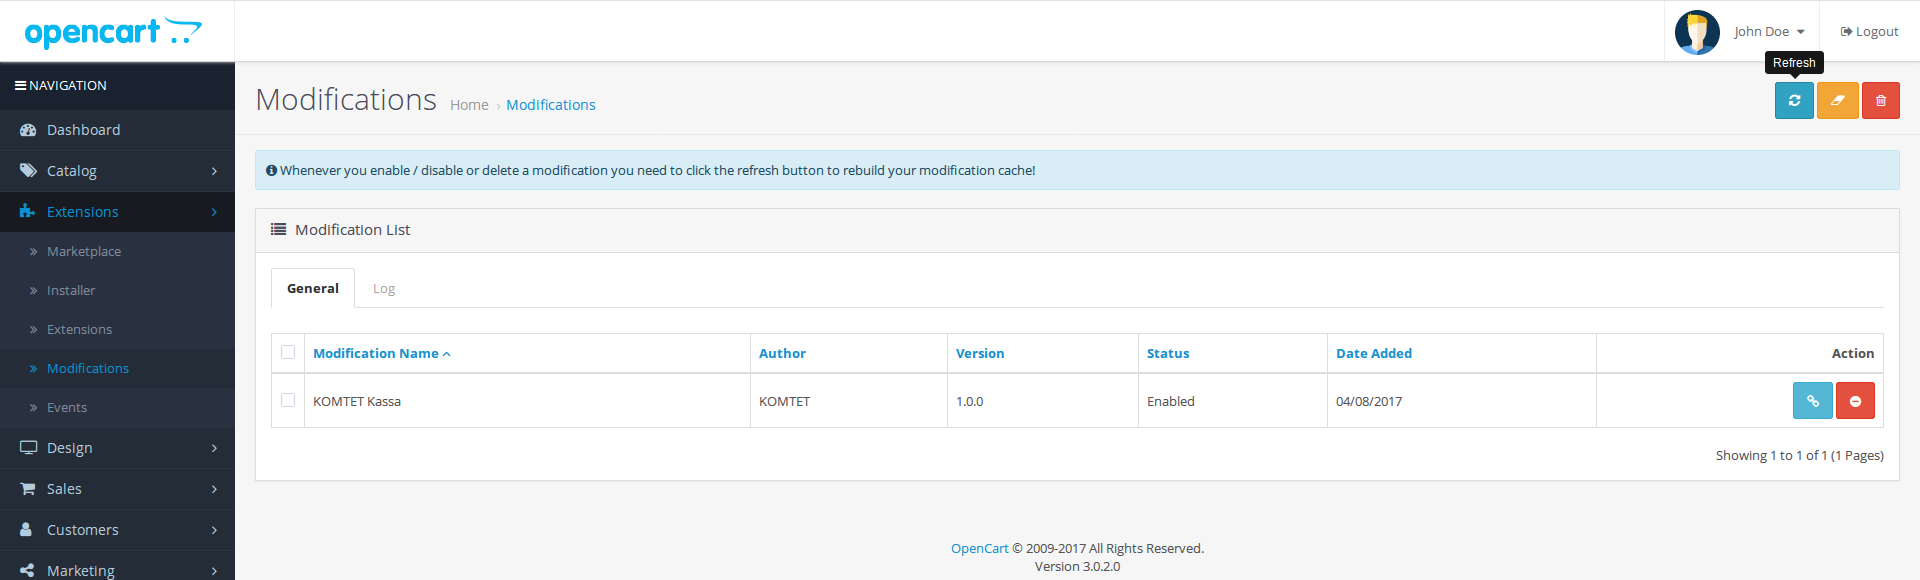 opencart
John Doe
Logout
Refresh
NAVIGATION
Modifications
Home › Modifications
Dashboard
Catalog
Extensions
Marketplace
Installer
Extensions
Modifications
Events
Design
Sales
Customers
Marketing
Whenever you enable / disable or delete a modification you need to click the refresh button to rebuild your modification cache!
Modification List
General Log
Modification Name Author Version Status Date Added Action
KOMTET Kassa KOMTET 1.0.0 Enabled 04/08/2017
Showing 1 to 1 of 1 (1 Pages)
OpenCart © 2009-2017 All Rights Reserved.
Version 3.0.2.0